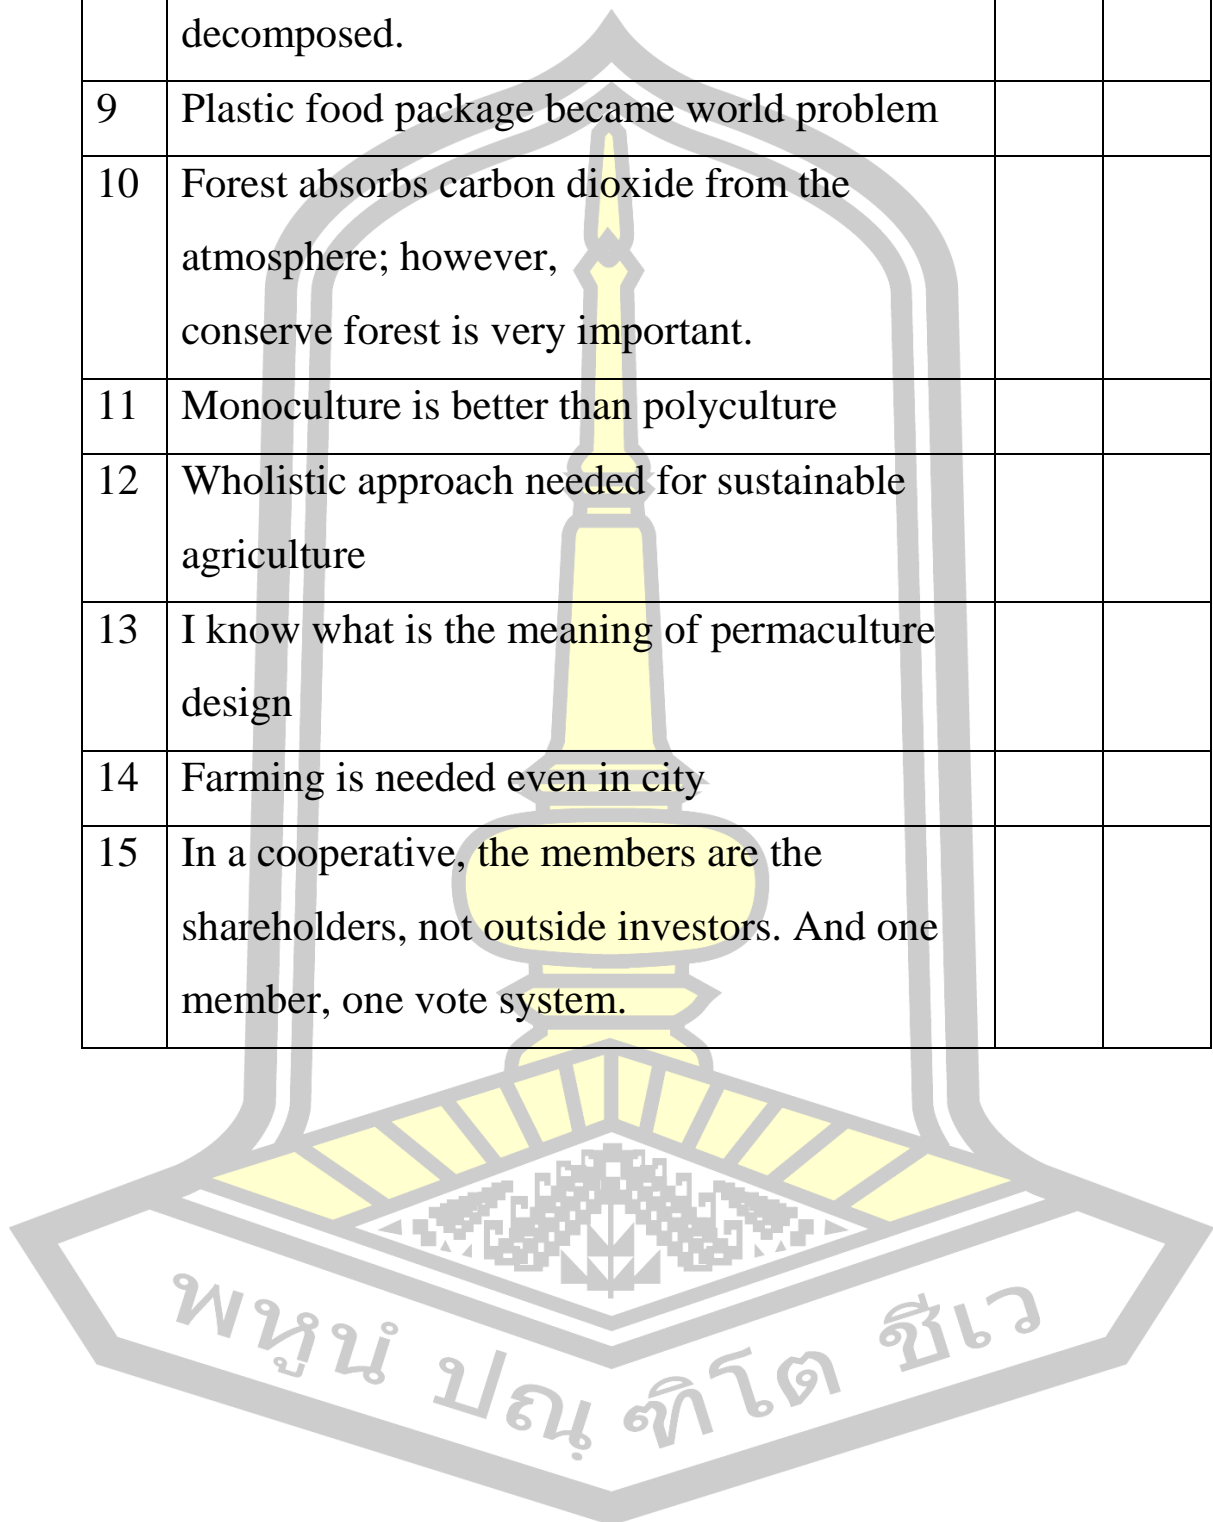 decomposed.
9 Plastic food package became world problem
10 Forest absorbs carbon dioxide from the
atmosphere; however,
conserve forest is very important.
11 Monoculture is better than polyculture
12 Wholistic approach needed for sustainable
agriculture
13 I know what is the meaning of permaculture
design
14 Farming is needed even in city
15 In a cooperative, the members are the
shareholders, not outside investors. And one
member, one vote system.
พหูนํ ปณฺฑิโต ชีเว